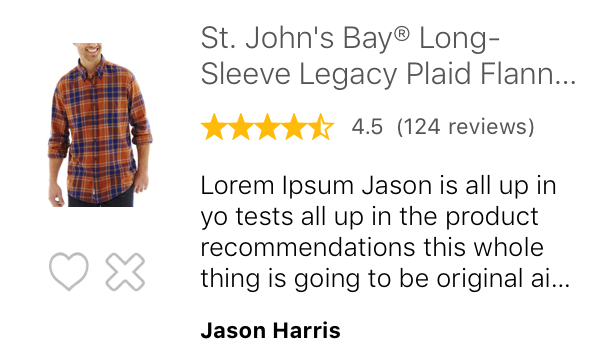 St. John's Bay® Long-
Sleeve Legacy Plaid Flann...
4.5 (124 reviews)
Lorem Ipsum Jason is all up in
yo tests all up in the product
recommendations this whole
thing is going to be original ai...
Jason Harris